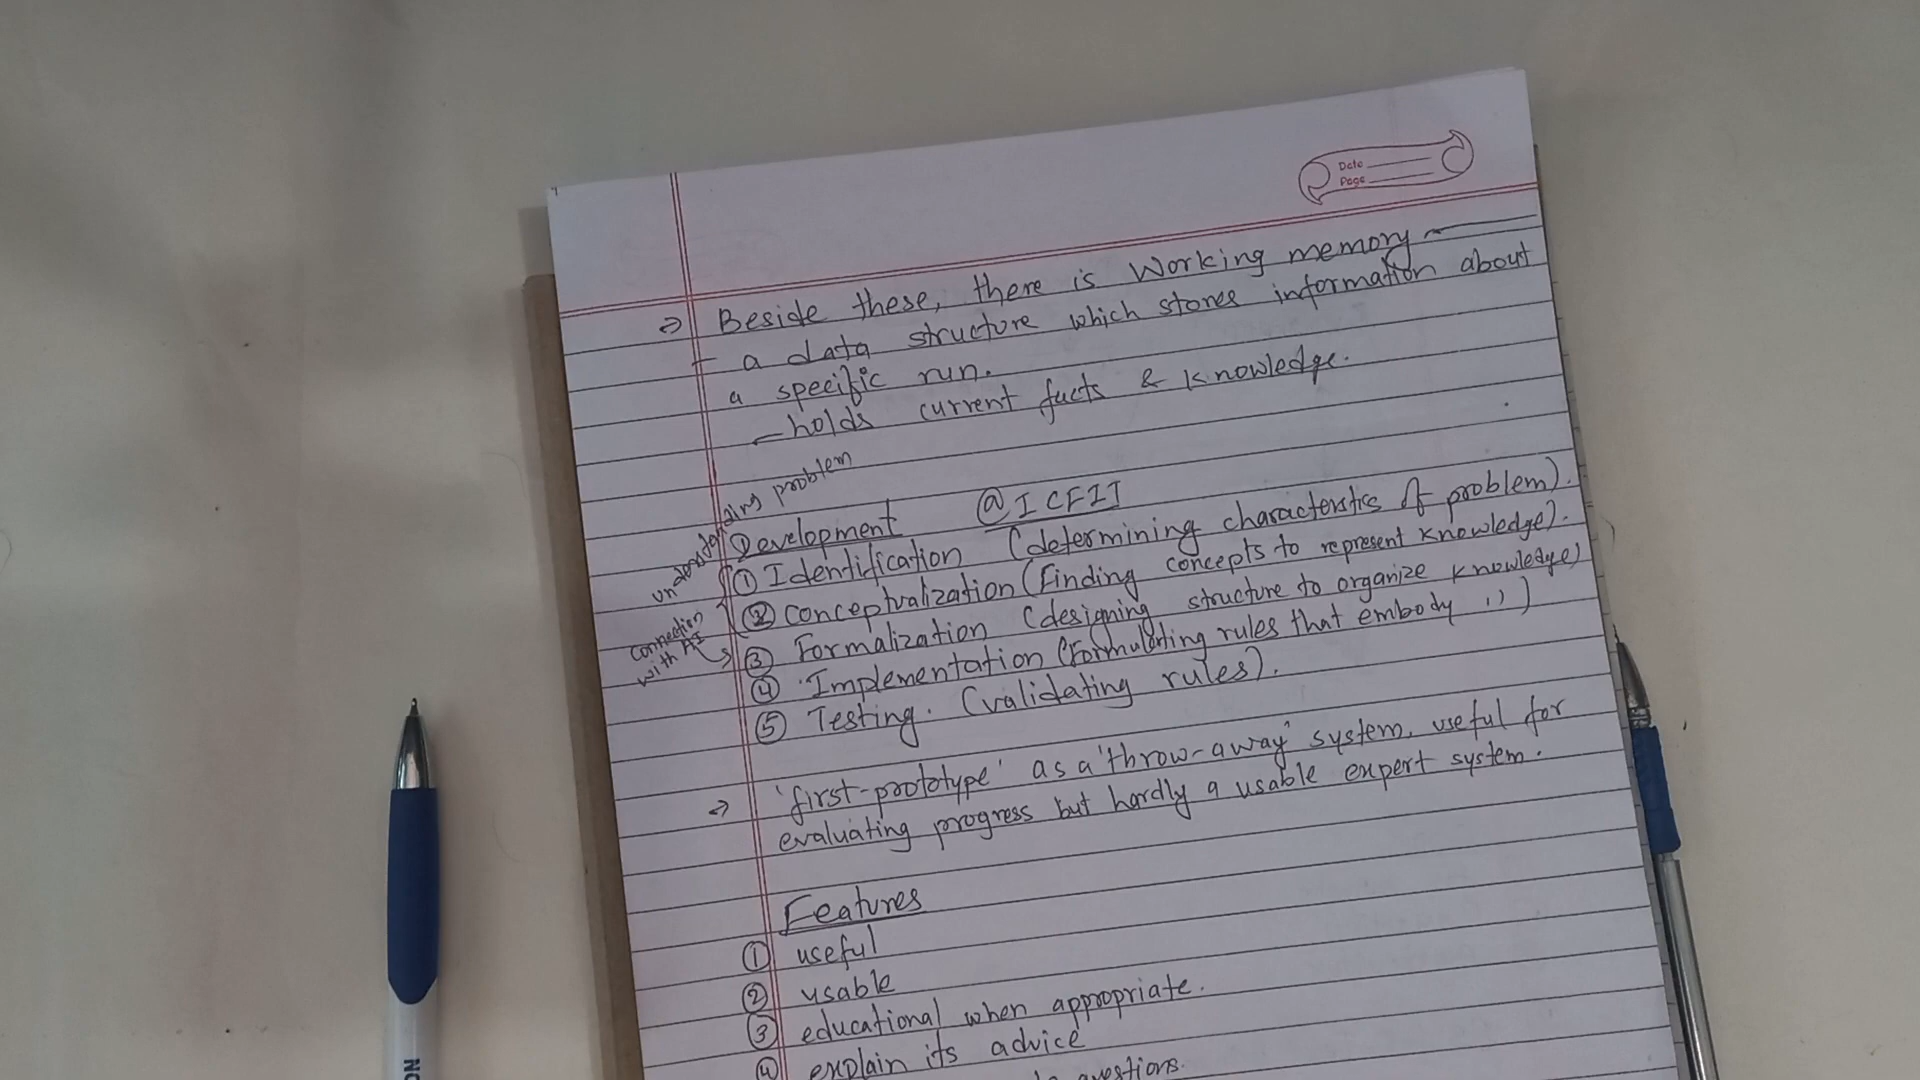 Date
Page
⇒ Beside these, there is Working memory
- a data structure which stores information about
a specific run.
- holds current facts & knowledge.
understanding problem
Development @ICFIT
① Identification (determining characteristics of problem).
② Conceptualization (Finding concepts to represent knowledge).
connection
with AI
③ Formalization (designing structure to organize knowledge)
④ Implementation (Formulating rules that embody ,,)
⑤ Testing. (validating rules).
⇒ 'first-prototype' as a 'throw-away' system, useful for
evaluating progress but hardly a usable expert system.
Features
① useful
② usable
③ educational when appropriate.
④ explain its advice
questions.